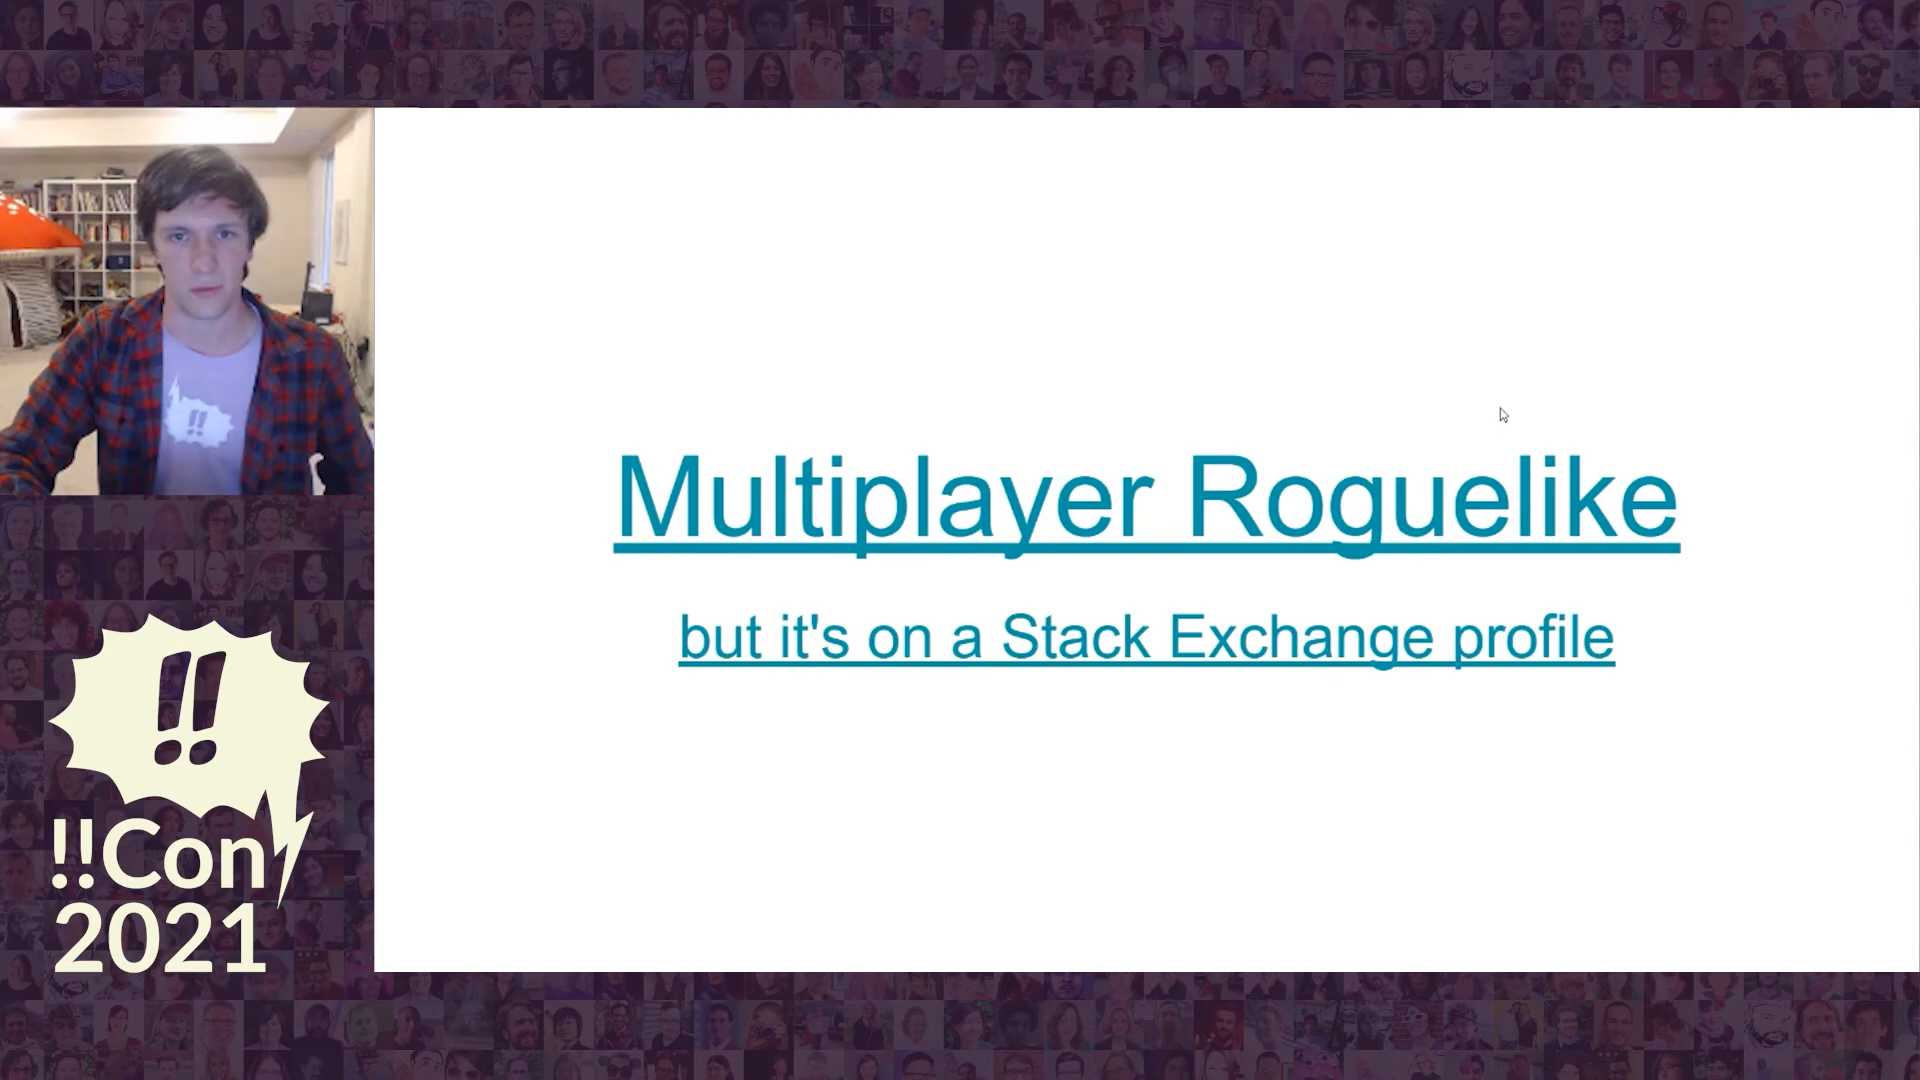 Multiplayer Roguelike
but it's on a Stack Exchange profile
!!
!!
!!Con
2021